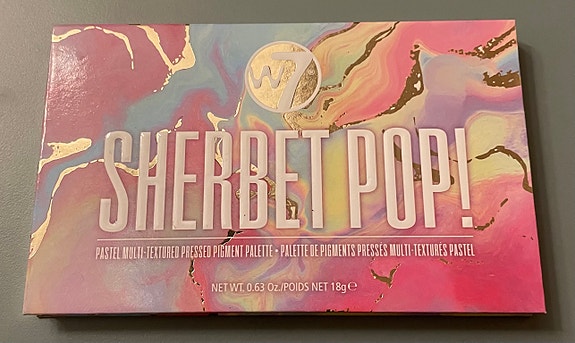 W7
SHERBET POP!
PASTEL MULTI-TEXTURED PRESSED PIGMENT PALETTE • PALETTE DE PIGMENTS PRESSÉS MULTI-TEXTURÉS PASTEL
NET WT. 0.63 Oz./POIDS NET 18g℮